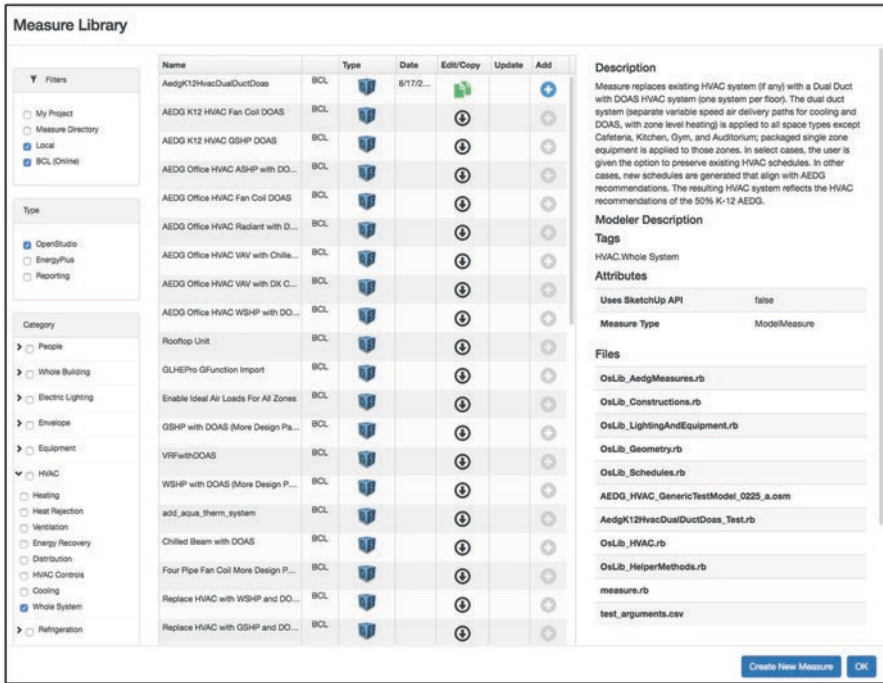 Measure Library
Filters
My Project
Measure Directory
Local
BCL (Online)
Type
OpenStudio
EnergyPlus
Reporting
Category
People
Whole Building
Electric Lighting
Envelope
Equipment
HVAC
Heating
Heat Rejection
Ventilation
Energy Recovery
Distribution
HVAC Controls
Cooling
Whole System
Refrigeration
Name Type Date Edit/Copy Update Add
AedgK12HvacDualDuctDoas BCL 8/17/2...
AEDG K12 HVAC Fan Coil DOAS BCL
AEDG K12 HVAC GSHP DOAS BCL
AEDG Office HVAC ASHP with DO... BCL
AEDG Office HVAC Fan Coil DOAS BCL
AEDG Office HVAC Radiant with D... BCL
AEDG Office HVAC VAV with Chille... BCL
AEDG Office HVAC VAV with DX C... BCL
AEDG Office HVAC WSHP with DO... BCL
Rooftop Unit BCL
GLHEPro GFunction Import BCL
Enable Ideal Air Loads For All Zones BCL
GSHP with DOAS (More Design Pa... BCL
VRFwithDOAS BCL
WSHP with DOAS (More Design P... BCL
add_aqua_therm_system BCL
Chilled Beam with DOAS BCL
Four Pipe Fan Coil More Design P... BCL
Replace HVAC with WSHP and DO... BCL
Replace HVAC with GSHP and DO... BCL
Description
Measure replaces existing HVAC system (if any) with a Dual Duct
with DOAS HVAC system (one system per floor). The dual duct
system (separate variable speed air delivery paths for cooling and
DOAS, with zone level heating) is applied to all space types except
Cafeteria, Kitchen, Gym, and Auditorium; packaged single zone
equipment is applied to those zones. In select cases, the user is
given the option to preserve existing HVAC schedules. In other
cases, new schedules are generated that align with AEDG
recommendations. The resulting HVAC system reflects the HVAC
recommendations of the 50% K-12 AEDG.
Modeler Description
Tags
HVAC.Whole System
Attributes
Uses SketchUp API false
Measure Type ModelMeasure
Files
OsLib_AedgMeasures.rb
OsLib_Constructions.rb
OsLib_LightingAndEquipment.rb
OsLib_Geometry.rb
OsLib_Schedules.rb
AEDG_HVAC_GenericTestModel_0225_a.osm
AedgK12HvacDualDuctDoas_Test.rb
OsLib_HVAC.rb
OsLib_HelperMethods.rb
measure.rb
test_arguments.csv
Create New Measure OK